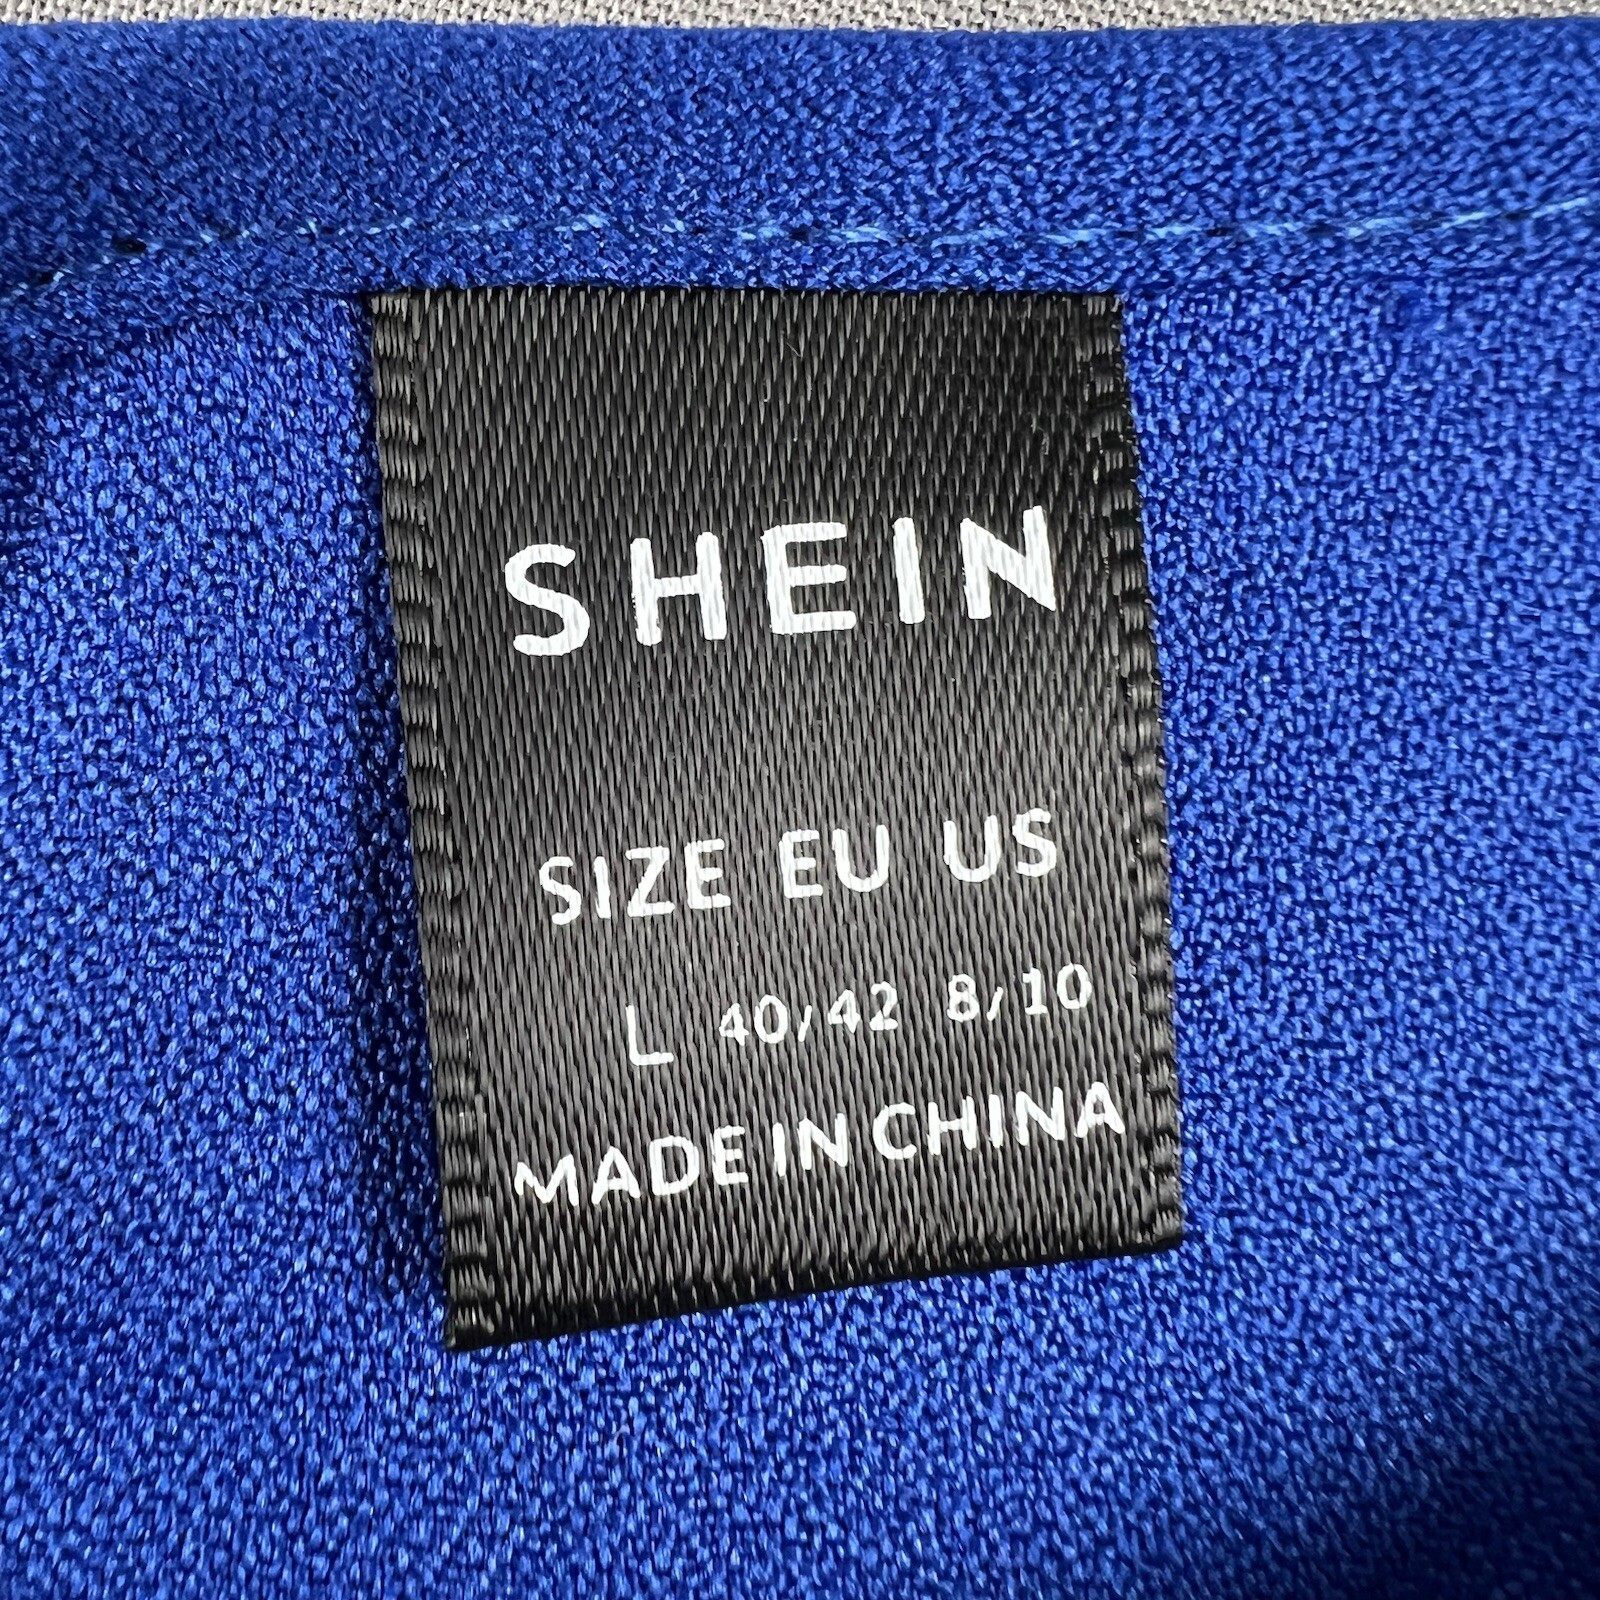 SHEIN
SIZE EU US
L 40/42 8/10
MADE IN CHINA